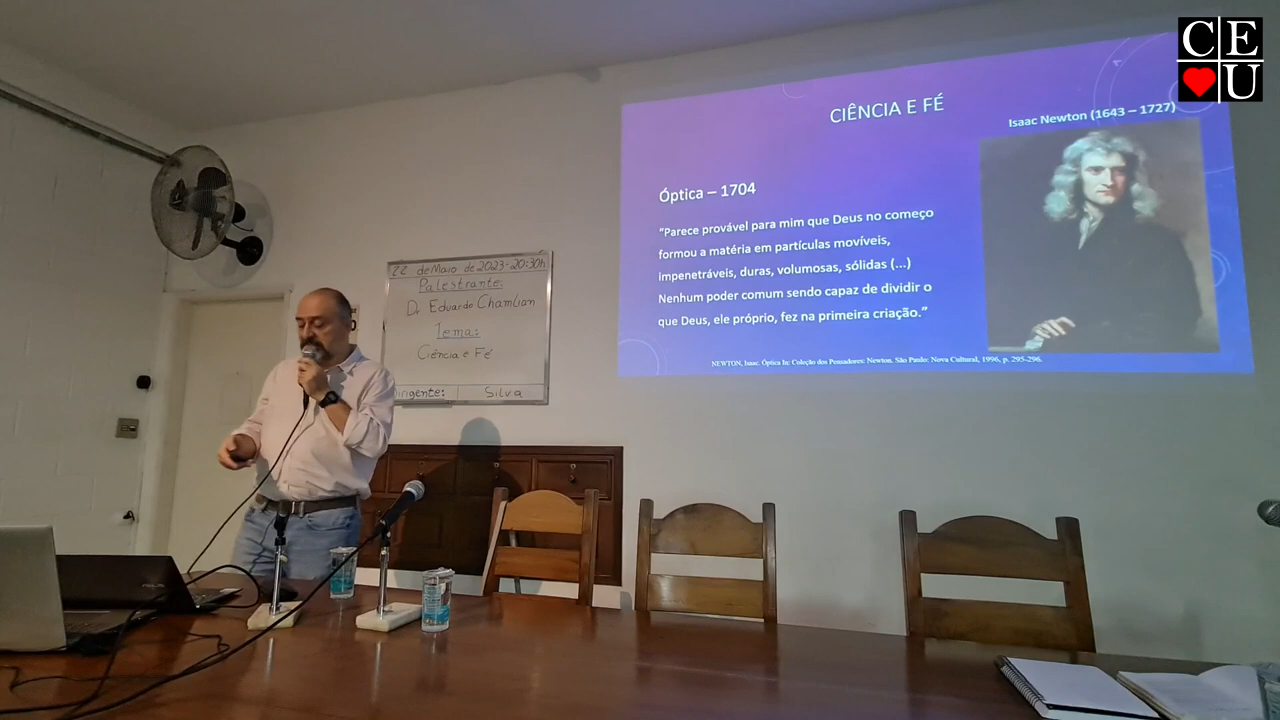 CE
U
CIÊNCIA E FÉ
Isaac Newton (1643 – 1727)
Óptica – 1704
"Parece provável para mim que Deus no começo
formou a matéria em partículas movíveis,
impenetráveis, duras, volumosas, sólidas (...)
Nenhum poder comum sendo capaz de dividir o
que Deus, ele próprio, fez na primeira criação."
NEWTON, Isaac. Óptica In: Coleção dos Pensadores: Newton. São Paulo: Nova Cultural, 1996, p. 295-296.
22 de Maio de 2023-20:30h
Palestrante:
Dr Eduardo Chamlian
Tema:
Ciência e Fé
Dirigente: Silva